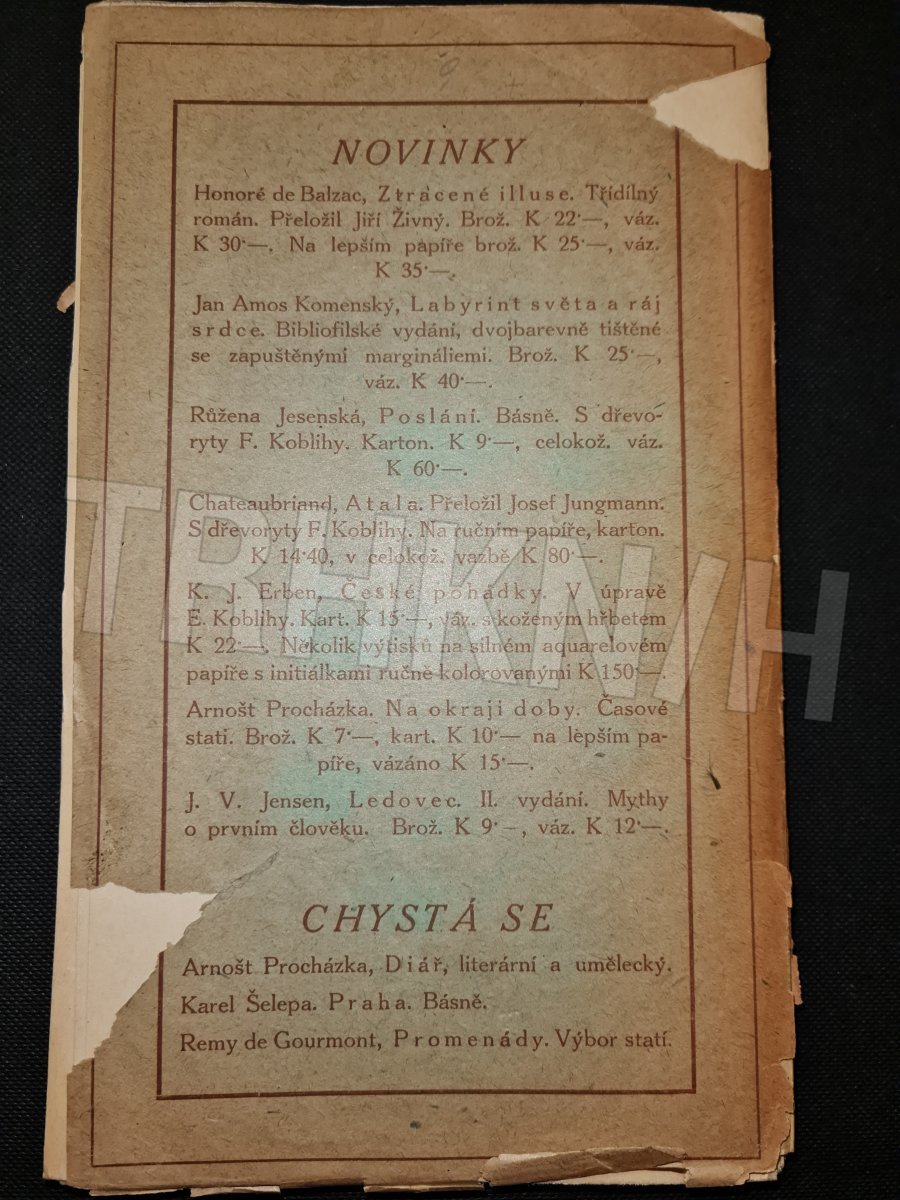 NOVINKY
Honoré de Balzac, Ztracené illuse. Třídílný
román. Přeložil Jiří Živný. Brož. K 22·—, váz.
K 30·—. Na lepším papíře brož. K 25·—, váz.
K 35·—.
Jan Amos Komenský, Labyrint světa a ráj
srdce. Bibliofilské vydání, dvojbarevně tištěné
se zapuštěnými margináliemi. Brož. K 25·—,
váz. K 40·—.
Růžena Jesenská, Poslání. Básně. S dřevo-
ryty F. Koblihy. Karton. K 9·—, celokož. váz.
K 60·—.
Chateaubriand, Atala. Přeložil Josef Jungmann.
S dřevoryty F. Koblihy. Na ručním papíře, karton.
K 14·40, v celokož. vazbě K 80·—.
K. J. Erben, České pohádky. V úpravě
F. Koblihy. Kart. K 15·—, váz. s koženým hřbetem
K 22·—. Několik výtisků na silném aquarelovém
papíře s initiálkami ručně kolorovanými K 150·—.
Arnošt Procházka. Na okraji doby. Časové
stati. Brož. K 7·—, kart. K 10·— na lepším pa-
píře, vázáno K 15·—.
J. V. Jensen, Ledovec. II. vydání. Mythy
o prvním člověku. Brož. K 9·–, váz. K 12·—.
CHYSTÁ SE
Arnošt Procházka, Diář, literární a umělecký.
Karel Šelepa. Praha. Básně.
Remy de Gourmont, Promenády. Výbor statí.
TRHKNIH